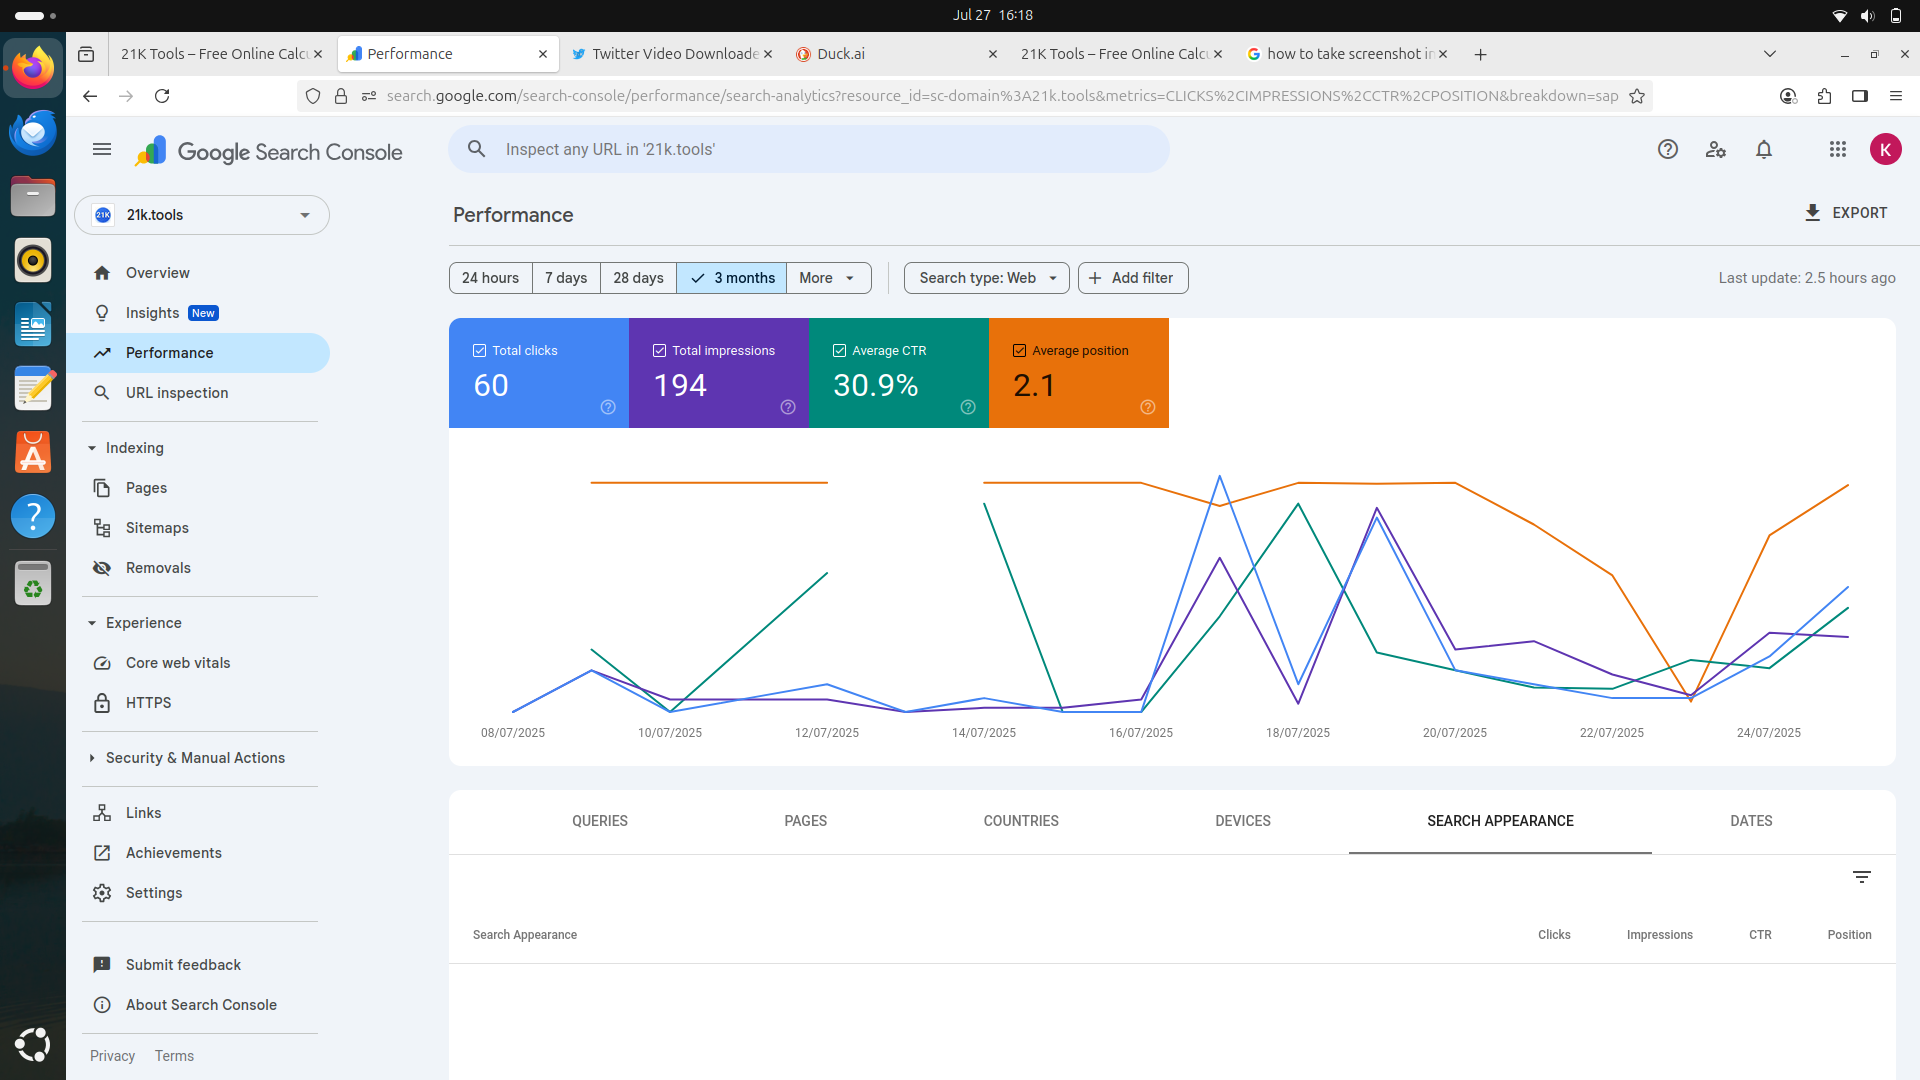 Jul 27 16:18
21K Tools – Free Online Calcu
Performance
Twitter Video Downloade
Duck.ai
21K Tools – Free Online Calcu
how to take screenshot in
search.google.com/search-console/performance/search-analytics?resource_id=sc-domain%3A21k.tools&metrics=CLICKS%2CIMPRESSIONS%2CCTR%2CPOSITION&breakdown=sap
Google Search Console
Inspect any URL in '21k.tools'
K
21K
21k.tools
Performance
EXPORT
Overview
Insights New
Performance
URL inspection
Indexing
Pages
Sitemaps
Removals
Experience
Core web vitals
HTTPS
Security & Manual Actions
Links
Achievements
Settings
Submit feedback
About Search Console
Privacy Terms
24 hours 7 days 28 days 3 months More
Search type: Web
Add filter
Last update: 2.5 hours ago
Total clicks
60
Total impressions
194
Average CTR
30.9%
Average position
2.1
08/07/2025 10/07/2025 12/07/2025 14/07/2025 16/07/2025 18/07/2025 20/07/2025 22/07/2025 24/07/2025
QUERIES PAGES COUNTRIES DEVICES SEARCH APPEARANCE DATES
Search Appearance Clicks Impressions CTR Position